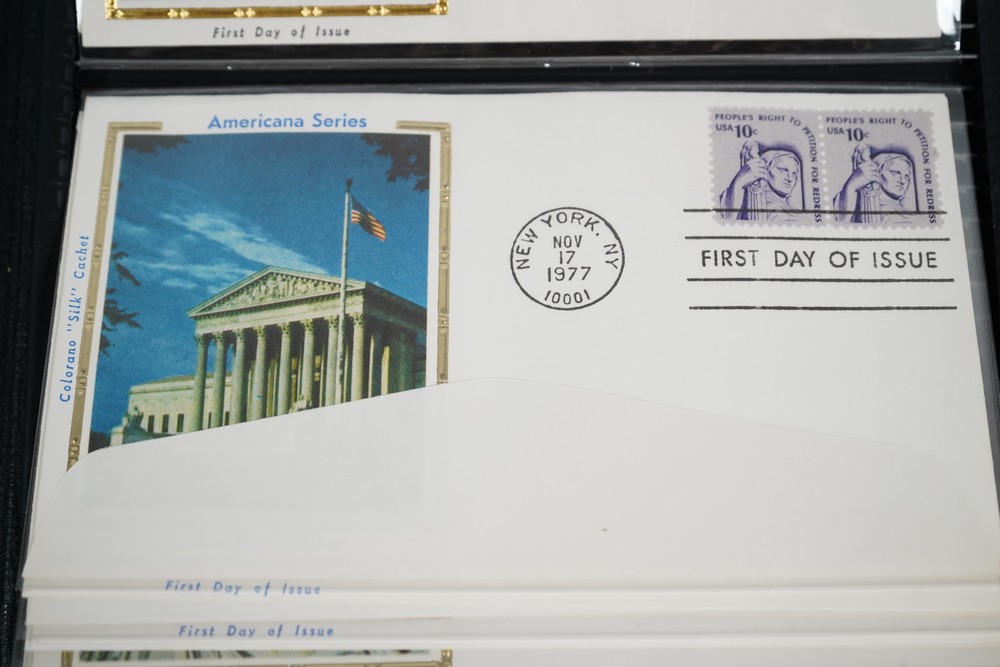 First Day of Issue
Americana Series
Colorano "Silk" Cachet
PEOPLE'S RIGHT TO PETITION FOR REDRESS
USA 10c
PEOPLE'S RIGHT TO PETITION FOR REDRESS
USA 10c
NEW YORK, NY
NOV
17
1977
10001
FIRST DAY OF ISSUE
First Day of Issue
First Day of Issue